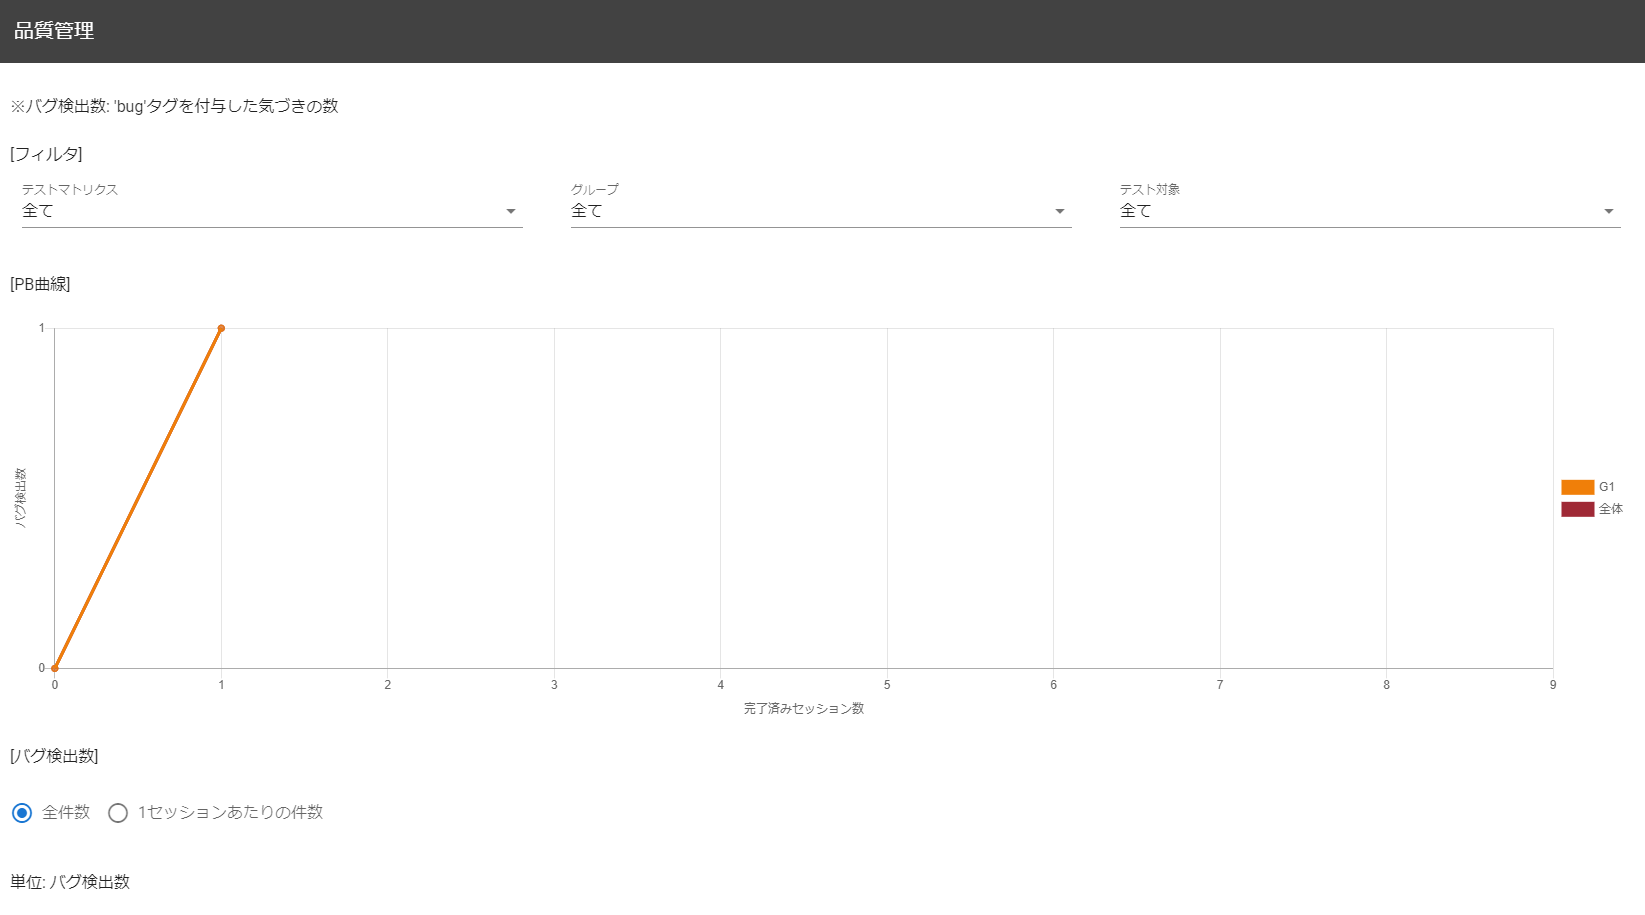 品質管理
※バグ検出数: 'bug'タグを付与した気づきの数
[フィルタ]
テストマトリクス グループ テスト対象
全て 全て 全て
[PB曲線]
1
バグ検出数
G1
全体
0
0 1 2 3 4 5 6 7 8 9
完了済みセッション数
[バグ検出数]
全件数 1セッションあたりの件数
単位: バグ検出数